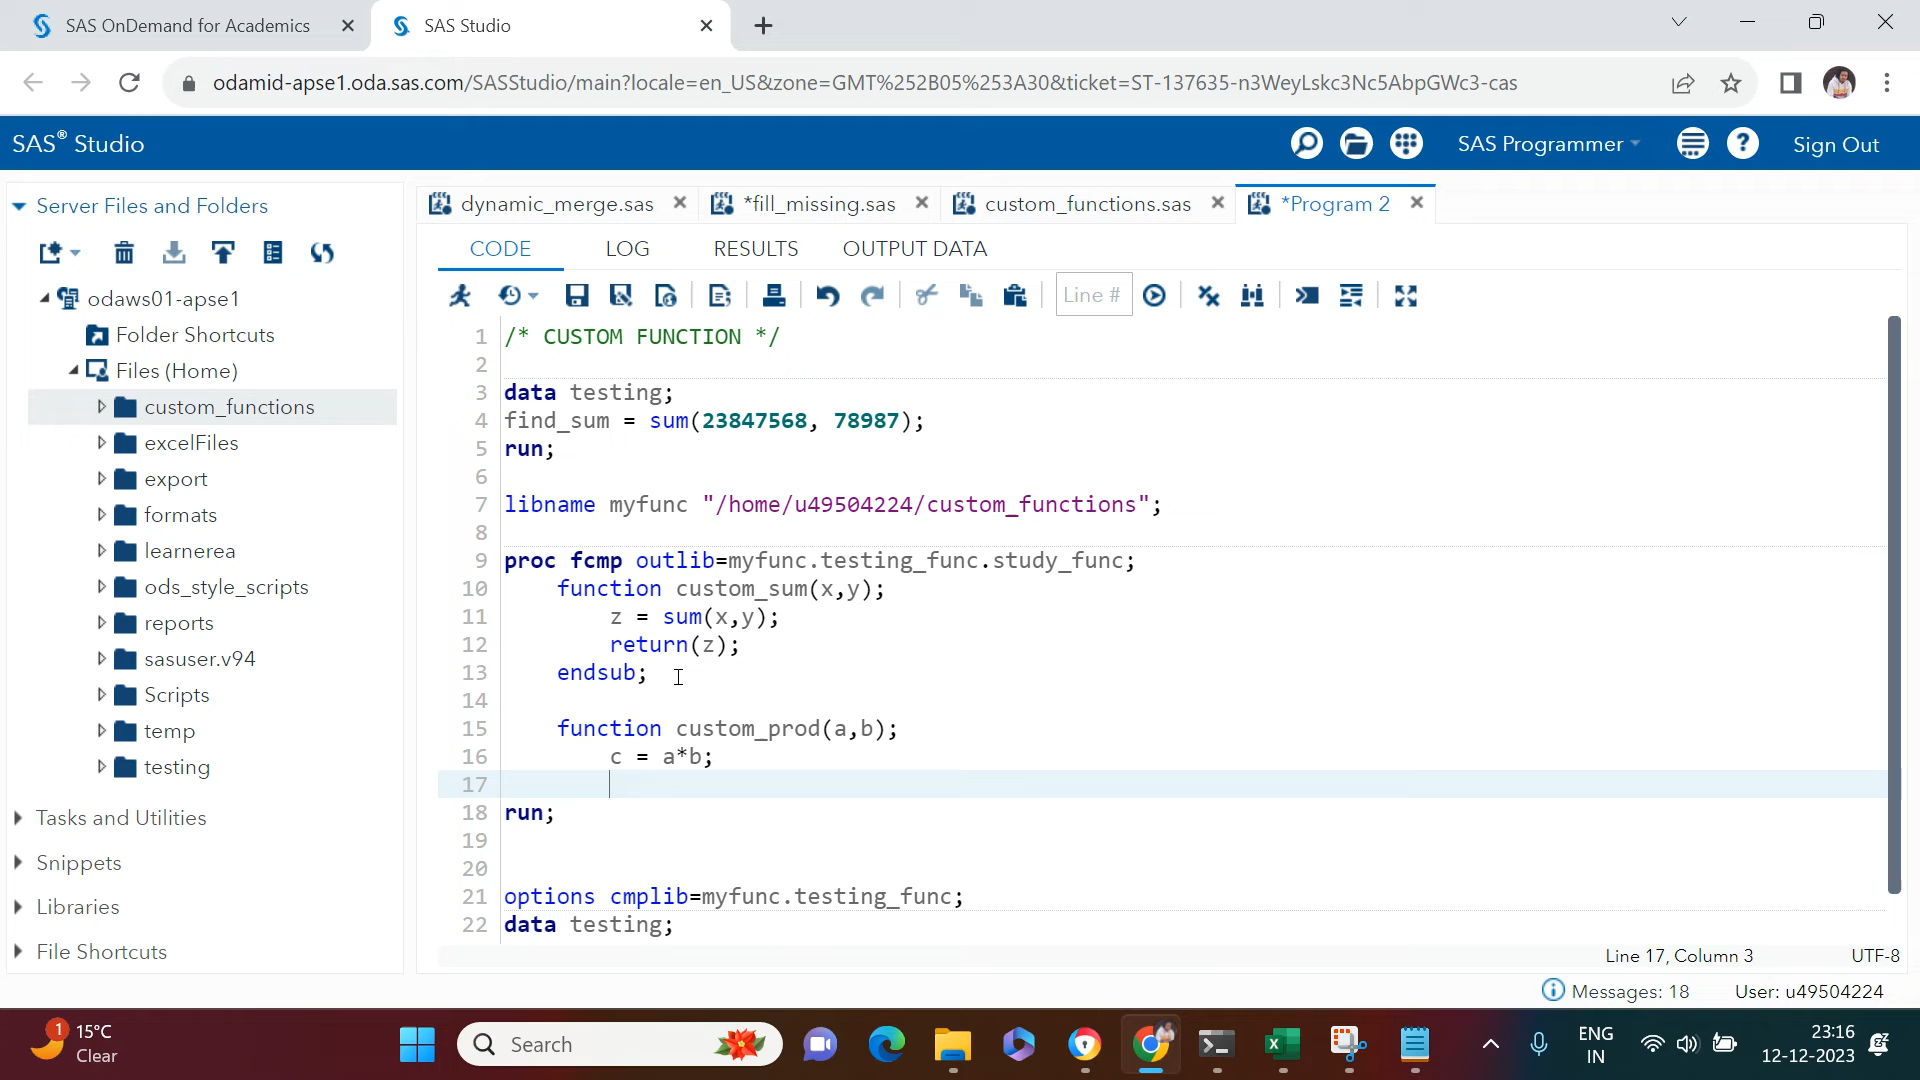 SAS OnDemand for Academics
SAS Studio
odamid-apse1.oda.sas.com/SASStudio/main?locale=en_US&zone=GMT%252B05%253A30&ticket=ST-137635-n3WeyLskc3Nc5AbpGWc3-cas
SAS® Studio
SAS Programmer
Sign Out
Server Files and Folders
odaws01-apse1
Folder Shortcuts
Files (Home)
custom_functions
excelFiles
export
formats
learnerea
ods_style_scripts
reports
sasuser.v94
Scripts
temp
testing
Tasks and Utilities
Snippets
Libraries
File Shortcuts
dynamic_merge.sas
*fill_missing.sas
custom_functions.sas
*Program 2
CODE LOG RESULTS OUTPUT DATA
Line #
1 /* CUSTOM FUNCTION */
2
3 data testing;
4 find_sum = sum(23847568, 78987);
5 run;
6
7 libname myfunc "/home/u49504224/custom_functions";
8
9 proc fcmp outlib=myfunc.testing_func.study_func;
10 function custom_sum(x,y);
11 z = sum(x,y);
12 return(z);
13 endsub;
14
15 function custom_prod(a,b);
16 c = a*b;
17
18 run;
19
20
21 options cmplib=myfunc.testing_func;
22 data testing;
Line 17, Column 3
UTF-8
Messages: 18
User: u49504224
1
15°C
Clear
Search
ENG
IN
23:16
12-12-2023